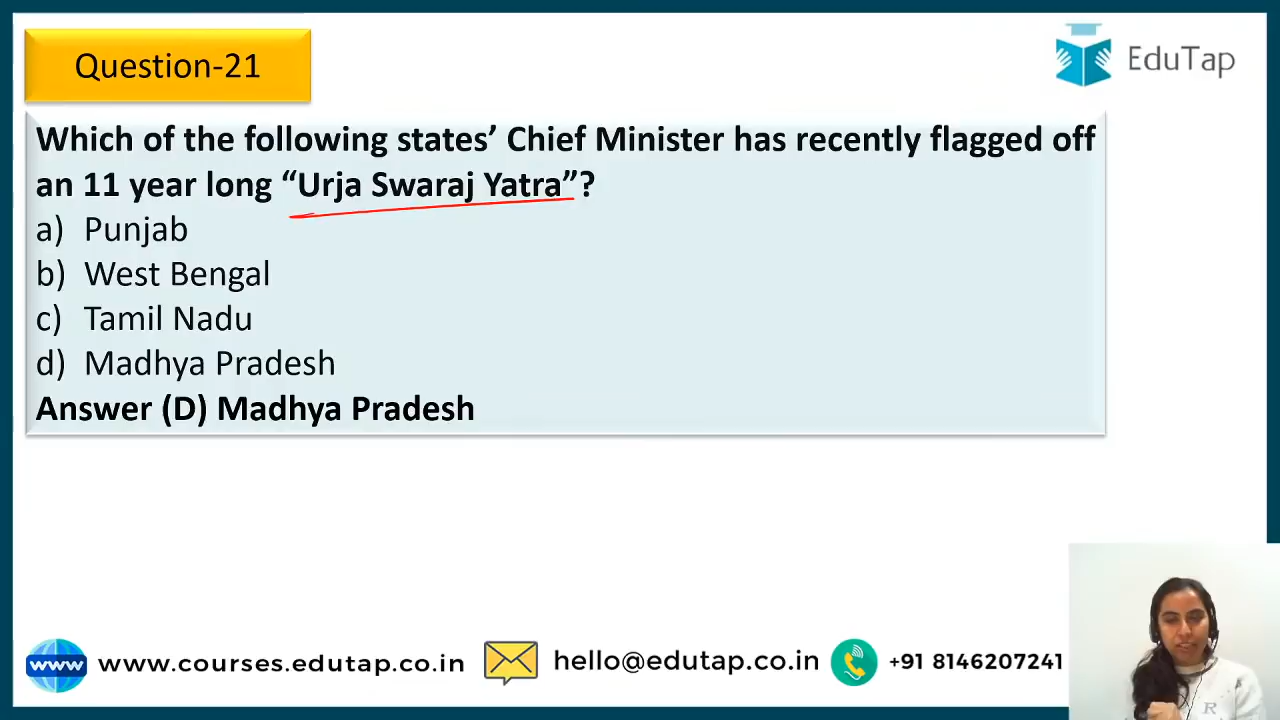 Question-21
EduTap
Which of the following states’ Chief Minister has recently flagged off
an 11 year long “Urja Swaraj Yatra”?
a) Punjab
b) West Bengal
c) Tamil Nadu
d) Madhya Pradesh
Answer (D) Madhya Pradesh
www www.courses.edutap.co.in hello@edutap.co.in +91 8146207241
R